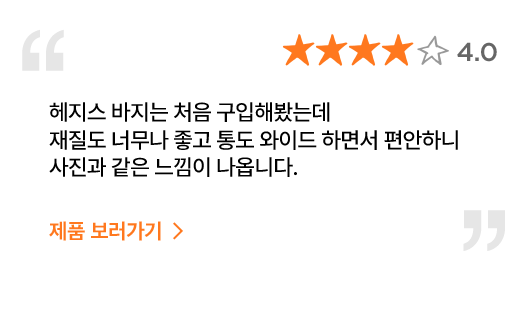 4.0
헤지스 바지는 처음 구입해봤는데
재질도 너무나 좋고 통도 와이드 하면서 편안하니
사진과 같은 느낌이 나옵니다.
제품 보러가기 >